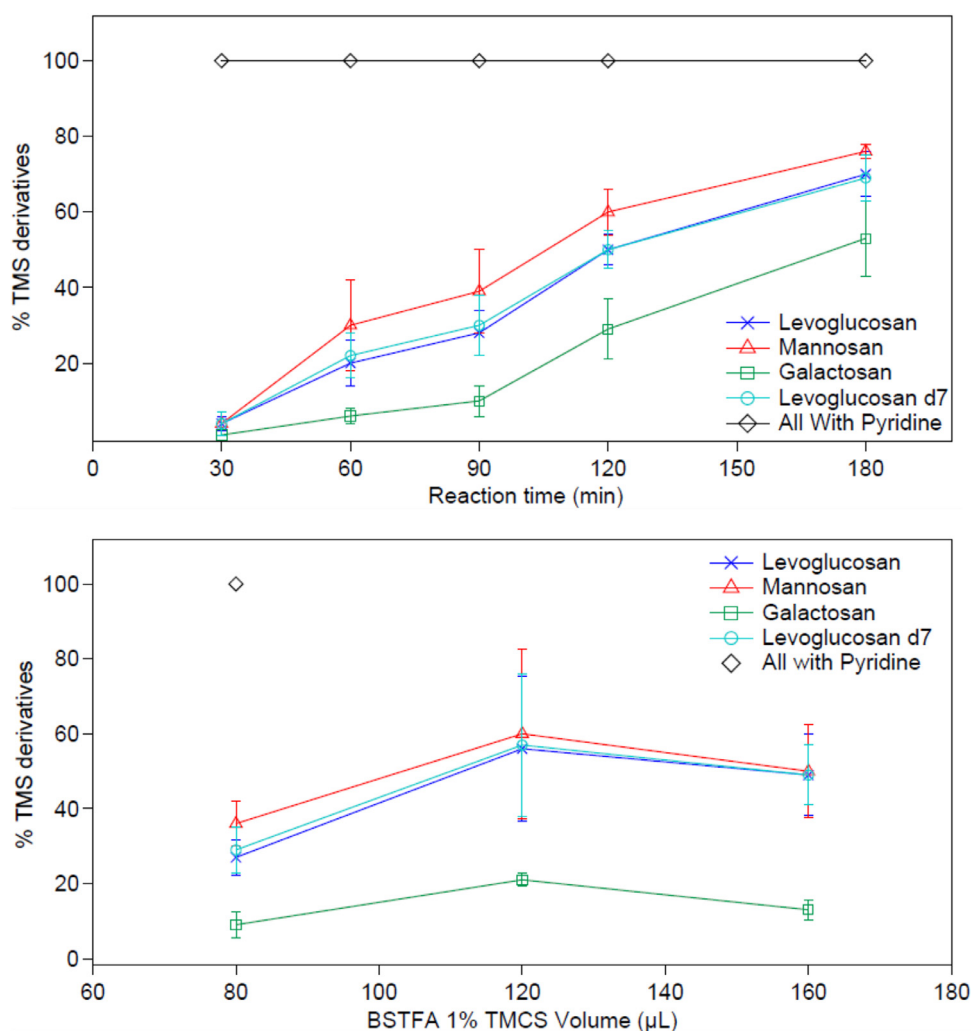 100
80
60
40
20
% TMS derivatives
Levoglucosan
Mannosan
Galactosan
Levoglucosan d7
All With Pyridine
0 30 60 90 120 150 180
Reaction time (min)
100
80
60
40
20
0
% TMS derivatives
Levoglucosan
Mannosan
Galactosan
Levoglucosan d7
All with Pyridine
60 80 100 120 140 160 180
BSTFA 1% TMCS Volume (µL)